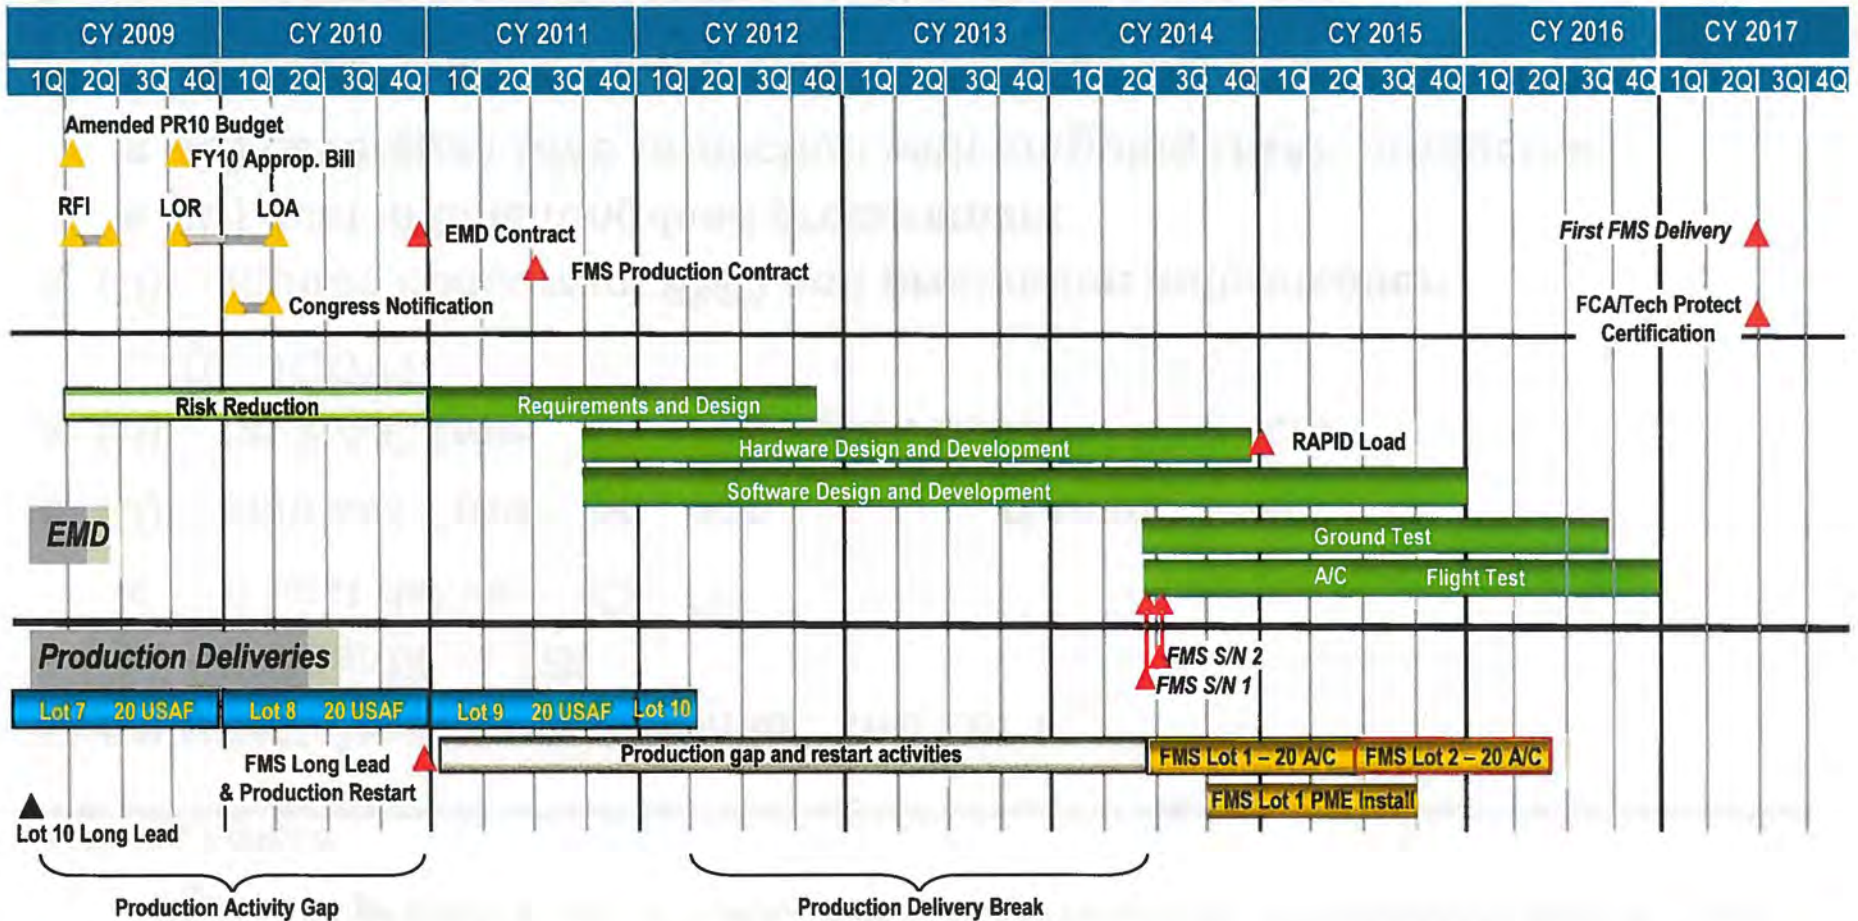 CY 2009 CY 2010 CY 2011 CY 2012 CY 2013 CY 2014 CY 2015 CY 2016 CY 2017
1Q 2Q 3Q 4Q 1Q 2Q 3Q 4Q 1Q 2Q 3Q 4Q 1Q 2Q 3Q 4Q 1Q 2Q 3Q 4Q 1Q 2Q 3Q 4Q 1Q 2Q 3Q 4Q 1Q 2Q 3Q 4Q 1Q 2Q 3Q 4Q
Amended PR10 Budget
FY10 Approp. Bill
RFI LOR LOA
EMD Contract
First FMS Delivery
FMS Production Contract
Congress Notification
FCA/Tech Protect
Certification
Risk Reduction
Requirements and Design
Hardware Design and Development
RAPID Load
Software Design and Development
EMD
Ground Test
A/C Flight Test
Production Deliveries
FMS S/N 2
FMS S/N 1
Lot 7 20 USAF Lot 8 20 USAF Lot 9 20 USAF Lot 10
FMS Long Lead
& Production Restart
Production gap and restart activities
FMS Lot 1 – 20 A/C
FMS Lot 2 – 20 A/C
FMS Lot 1 PME Install
Lot 10 Long Lead
Production Activity Gap
Production Delivery Break